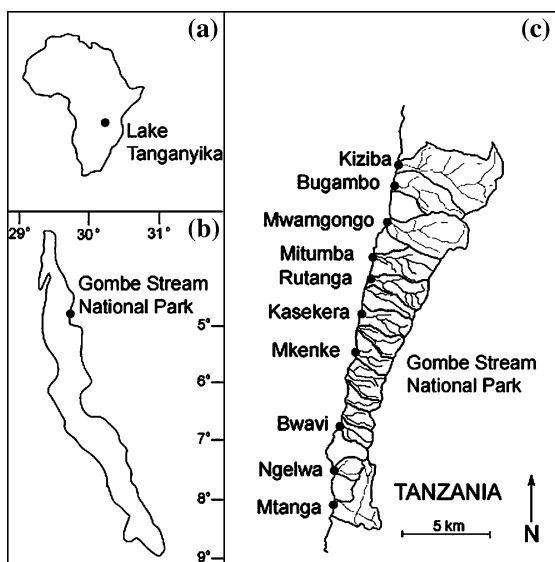 (a)
Lake
Tanganyika
29° 30° 31°
(b)
Gombe Stream
National Park
5°
6°
7°
8°
9°
(c)
Kiziba
Bugambo
Mwamgongo
Mitumba
Rutanga
Kasekera
Mkenke
Gombe Stream
National Park
Bwavi
Ngelwa
TANZANIA
Mtanga
5 km
N